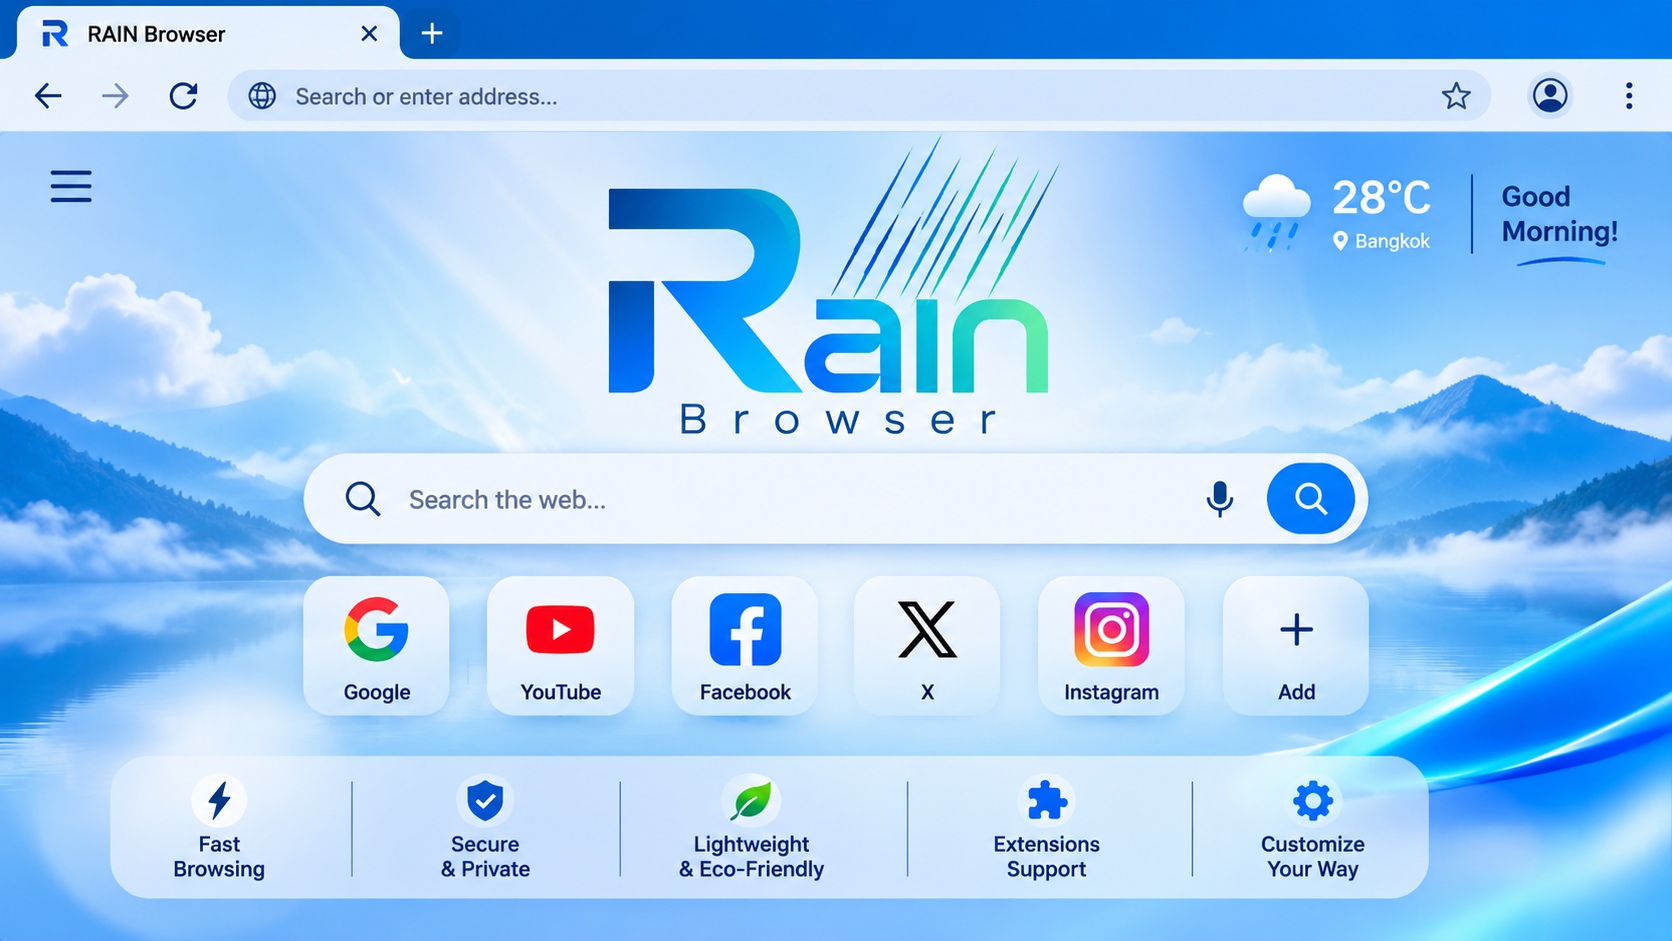 RAIN Browser
Search or enter address...
28°C
Bangkok
Good
Morning!
Rain
Browser
Search the web...
Google
YouTube
Facebook
X
Instagram
Add
Fast
Browsing
Secure
& Private
Lightweight
& Eco-Friendly
Extensions
Support
Customize
Your Way